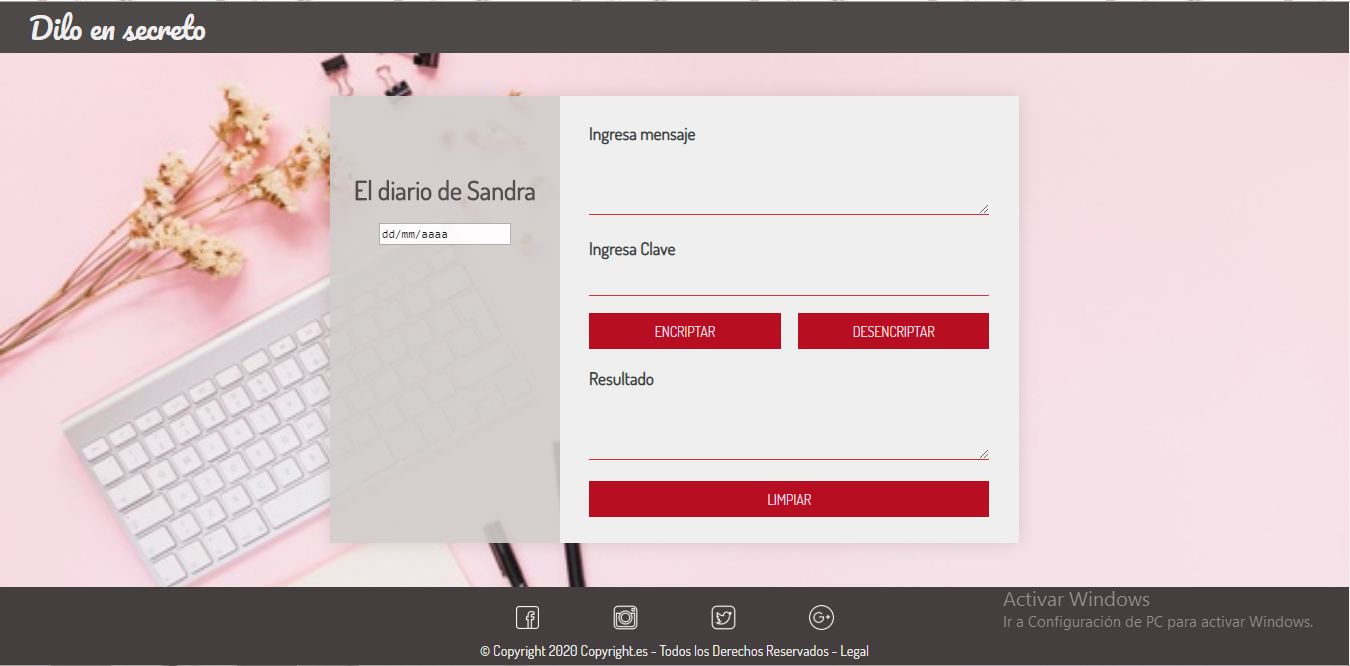 Dilo en secreto
El diario de Sandra
dd/mm/aaaa
Ingresa mensaje
Ingresa Clave
ENCRIPTAR
DESENCRIPTAR
Resultado
LIMPIAR
Activar Windows
Ir a Configuración de PC para activar Windows.
© Copyright 2020 Copyright.es - Todos los Derechos Reservados - Legal